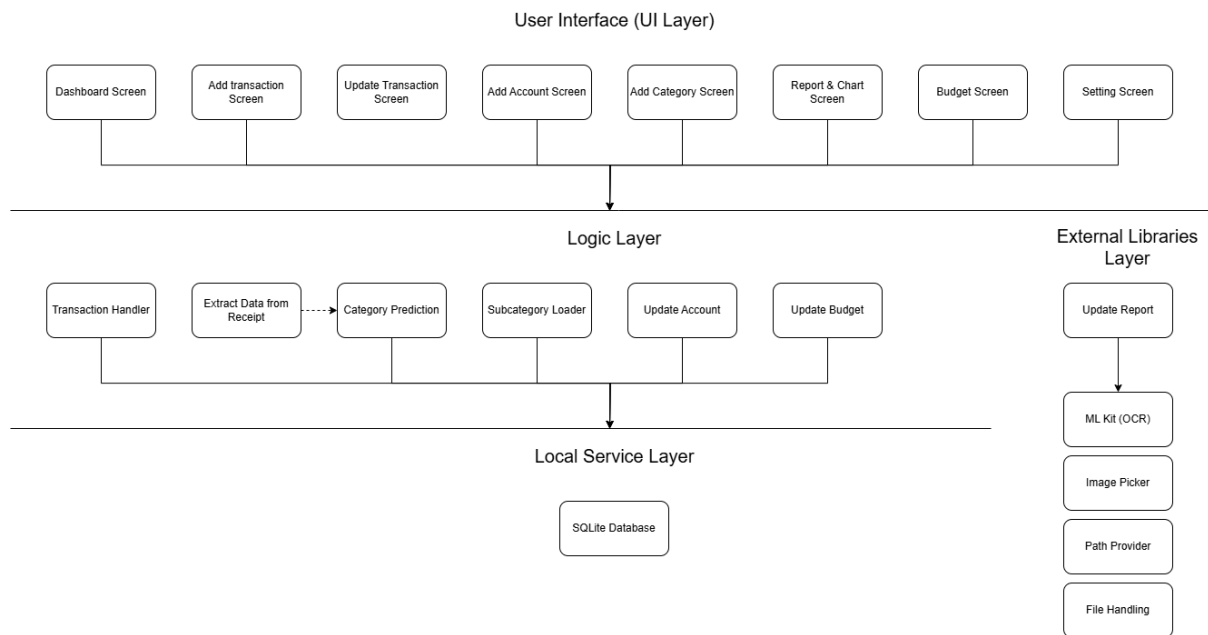 User Interface (UI Layer)
Dashboard Screen
Add transaction
Screen
Update Transaction
Screen
Add Account Screen
Add Category Screen
Report & Chart
Screen
Budget Screen
Setting Screen
Logic Layer
External Libraries
Layer
Transaction Handler
Extract Data from
Receipt
Category Prediction
Subcategory Loader
Update Account
Update Budget
Update Report
ML Kit (OCR)
Local Service Layer
Image Picker
SQLite Database
Path Provider
File Handling